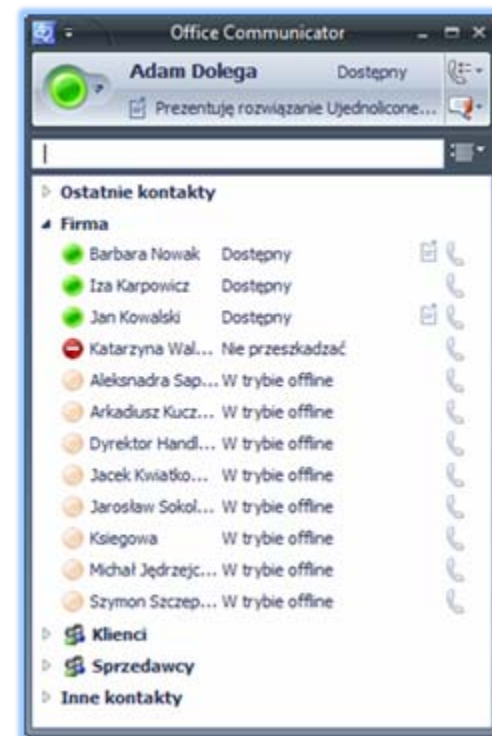 Office Communicator
Adam Dolega Dostępny
Prezentuję rozwiązanie Ujednolicone...
Ostatnie kontakty
Firma
Barbara Nowak Dostępny
Iza Karpowicz Dostępny
Jan Kowalski Dostępny
Katarzyna Wal... Nie przeszkadzać
Aleksnadra Sap... W trybie offline
Arkadiusz Kucz... W trybie offline
Dyrektor Handl... W trybie offline
Jacek Kwiatko... W trybie offline
Jarosław Sokol... W trybie offline
Ksiegowa W trybie offline
Michał Jędrzejc... W trybie offline
Szymon Szczep... W trybie offline
Klienci
Sprzedawcy
Inne kontakty